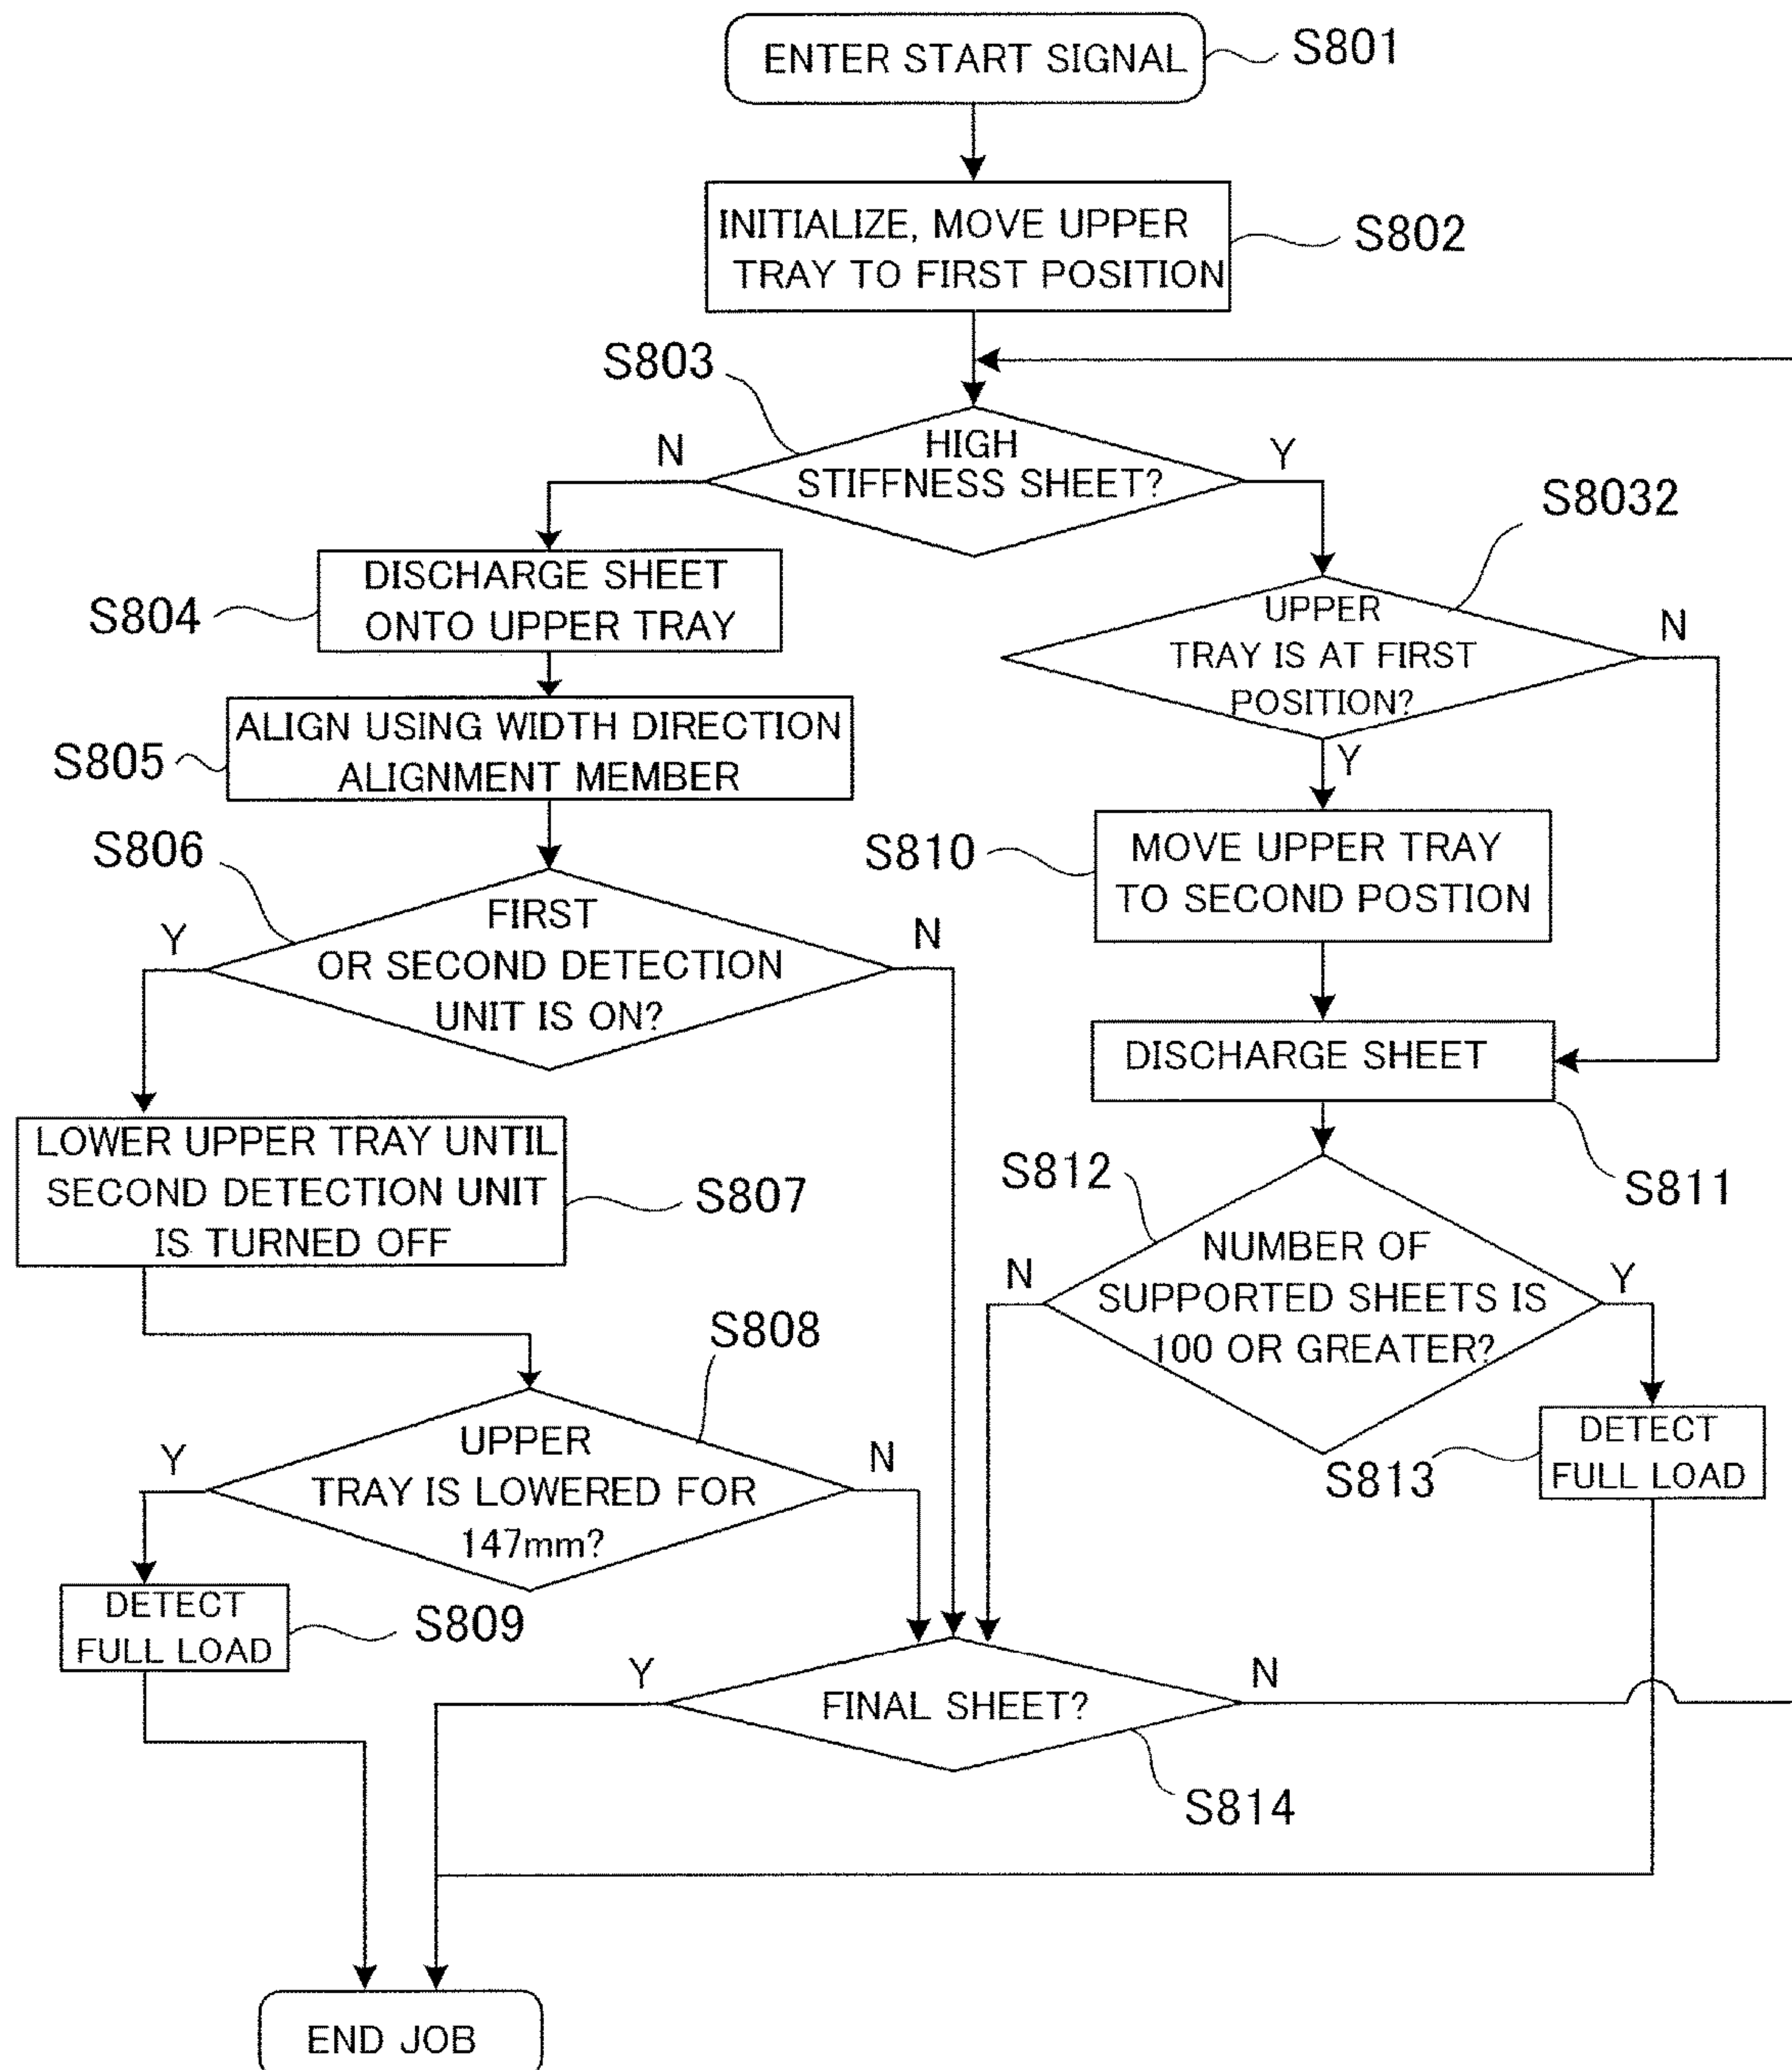 ENTER START SIGNAL
S801
INITIALIZE, MOVE UPPER
TRAY TO FIRST POSITION
S802
S803
HIGH
STIFFNESS SHEET?
N
Y
S8032
DISCHARGE SHEET
ONTO UPPER TRAY
S804
UPPER
TRAY IS AT FIRST
POSITION?
N
Y
ALIGN USING WIDTH DIRECTION
ALIGNMENT MEMBER
S805
S806
FIRST
OR SECOND DETECTION
UNIT IS ON?
Y
N
S810
MOVE UPPER TRAY
TO SECOND POSTION
DISCHARGE SHEET
S811
LOWER UPPER TRAY UNTIL
SECOND DETECTION UNIT
IS TURNED OFF
S807
S812
NUMBER OF
SUPPORTED SHEETS IS
100 OR GREATER?
N
Y
S808
UPPER
TRAY IS LOWERED FOR
147mm?
Y
N
DETECT
FULL LOAD
S813
DETECT
FULL LOAD
S809
FINAL SHEET?
Y
N
S814
END JOB